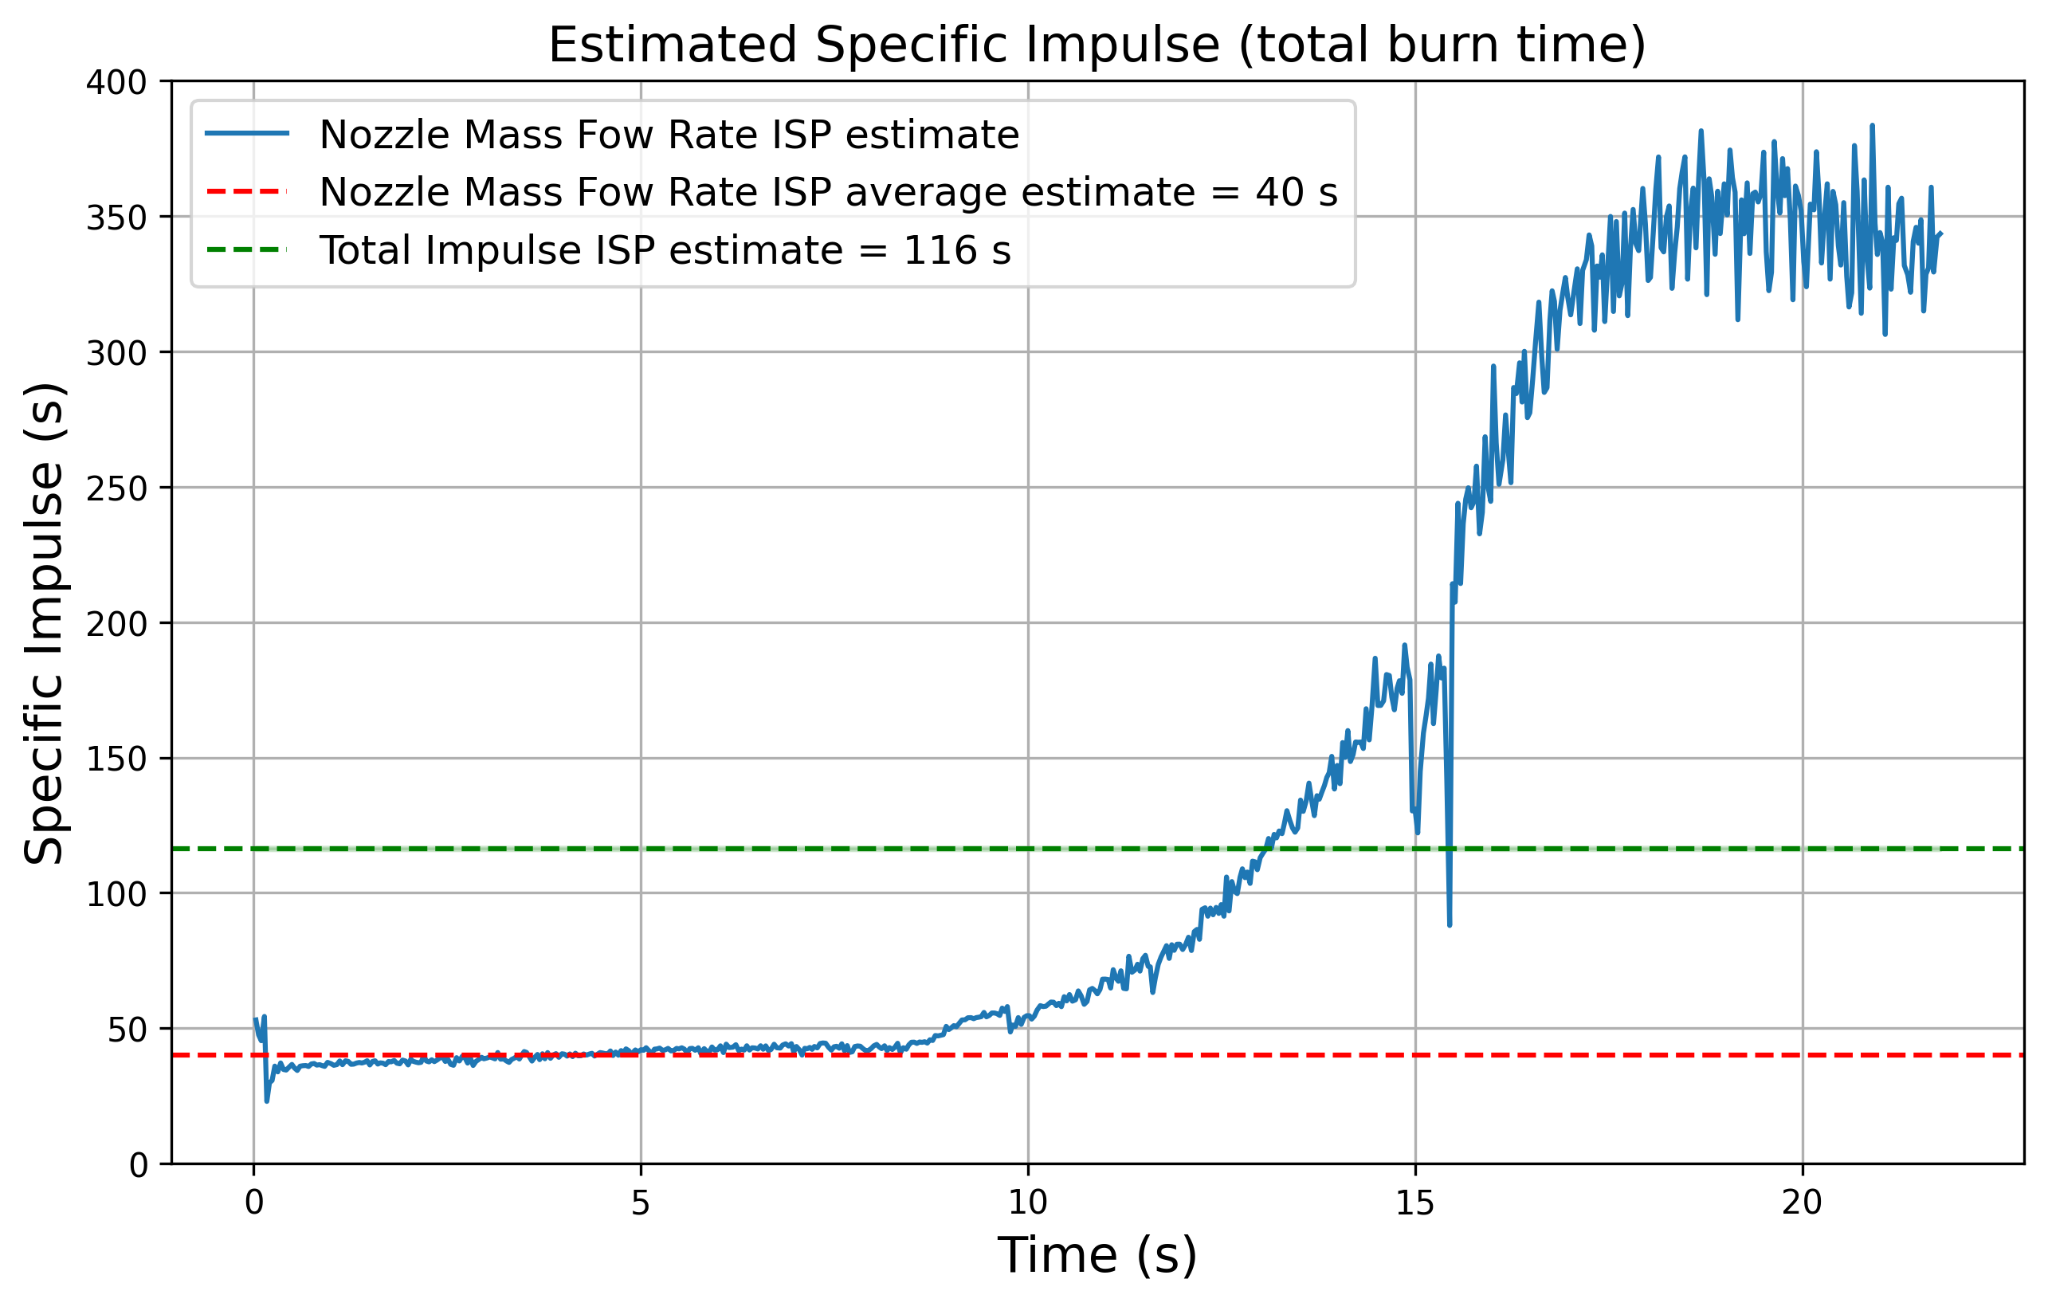 Estimated Specific Impulse (total burn time)
Nozzle Mass Fow Rate ISP estimate
Nozzle Mass Fow Rate ISP average estimate = 40 s
Total Impulse ISP estimate = 116 s
400
350
300
250
200
150
100
50
0
Specific Impulse (s)
0 5 10 15 20
Time (s)